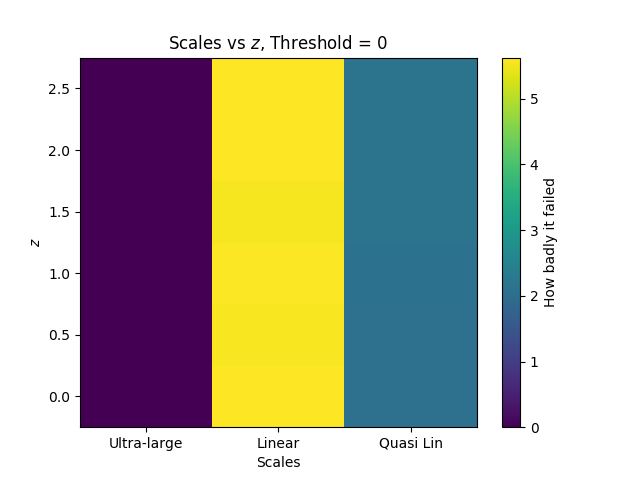 Scales vs z, Threshold = 0
2.5
2.0
1.5
1.0
0.5
0.0
z
Ultra-large
Linear
Quasi Lin
Scales
5
4
3
2
1
0
How badly it failed